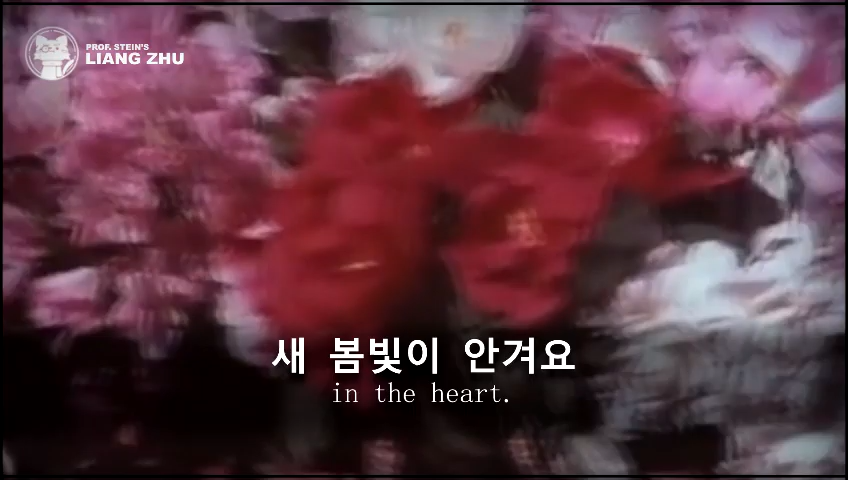 PROF. STEIN'S
LIANG ZHU
새 봄빛이 안겨요
in the heart.